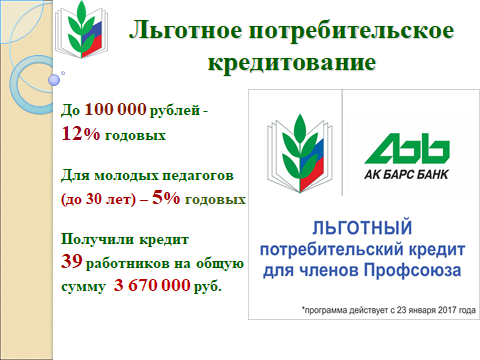 Льготное потребительское
кредитование
До 100 000 рублей -
12% годовых
Для молодых педагогов
(до 30 лет) – 5% годовых
Получили кредит
39 работников на общую
сумму 3 670 000 руб.
АК БАРС БАНК
ЛЬГОТНЫЙ
потребительский кредит
для членов Профсоюза
*программа действует с 23 января 2017 года